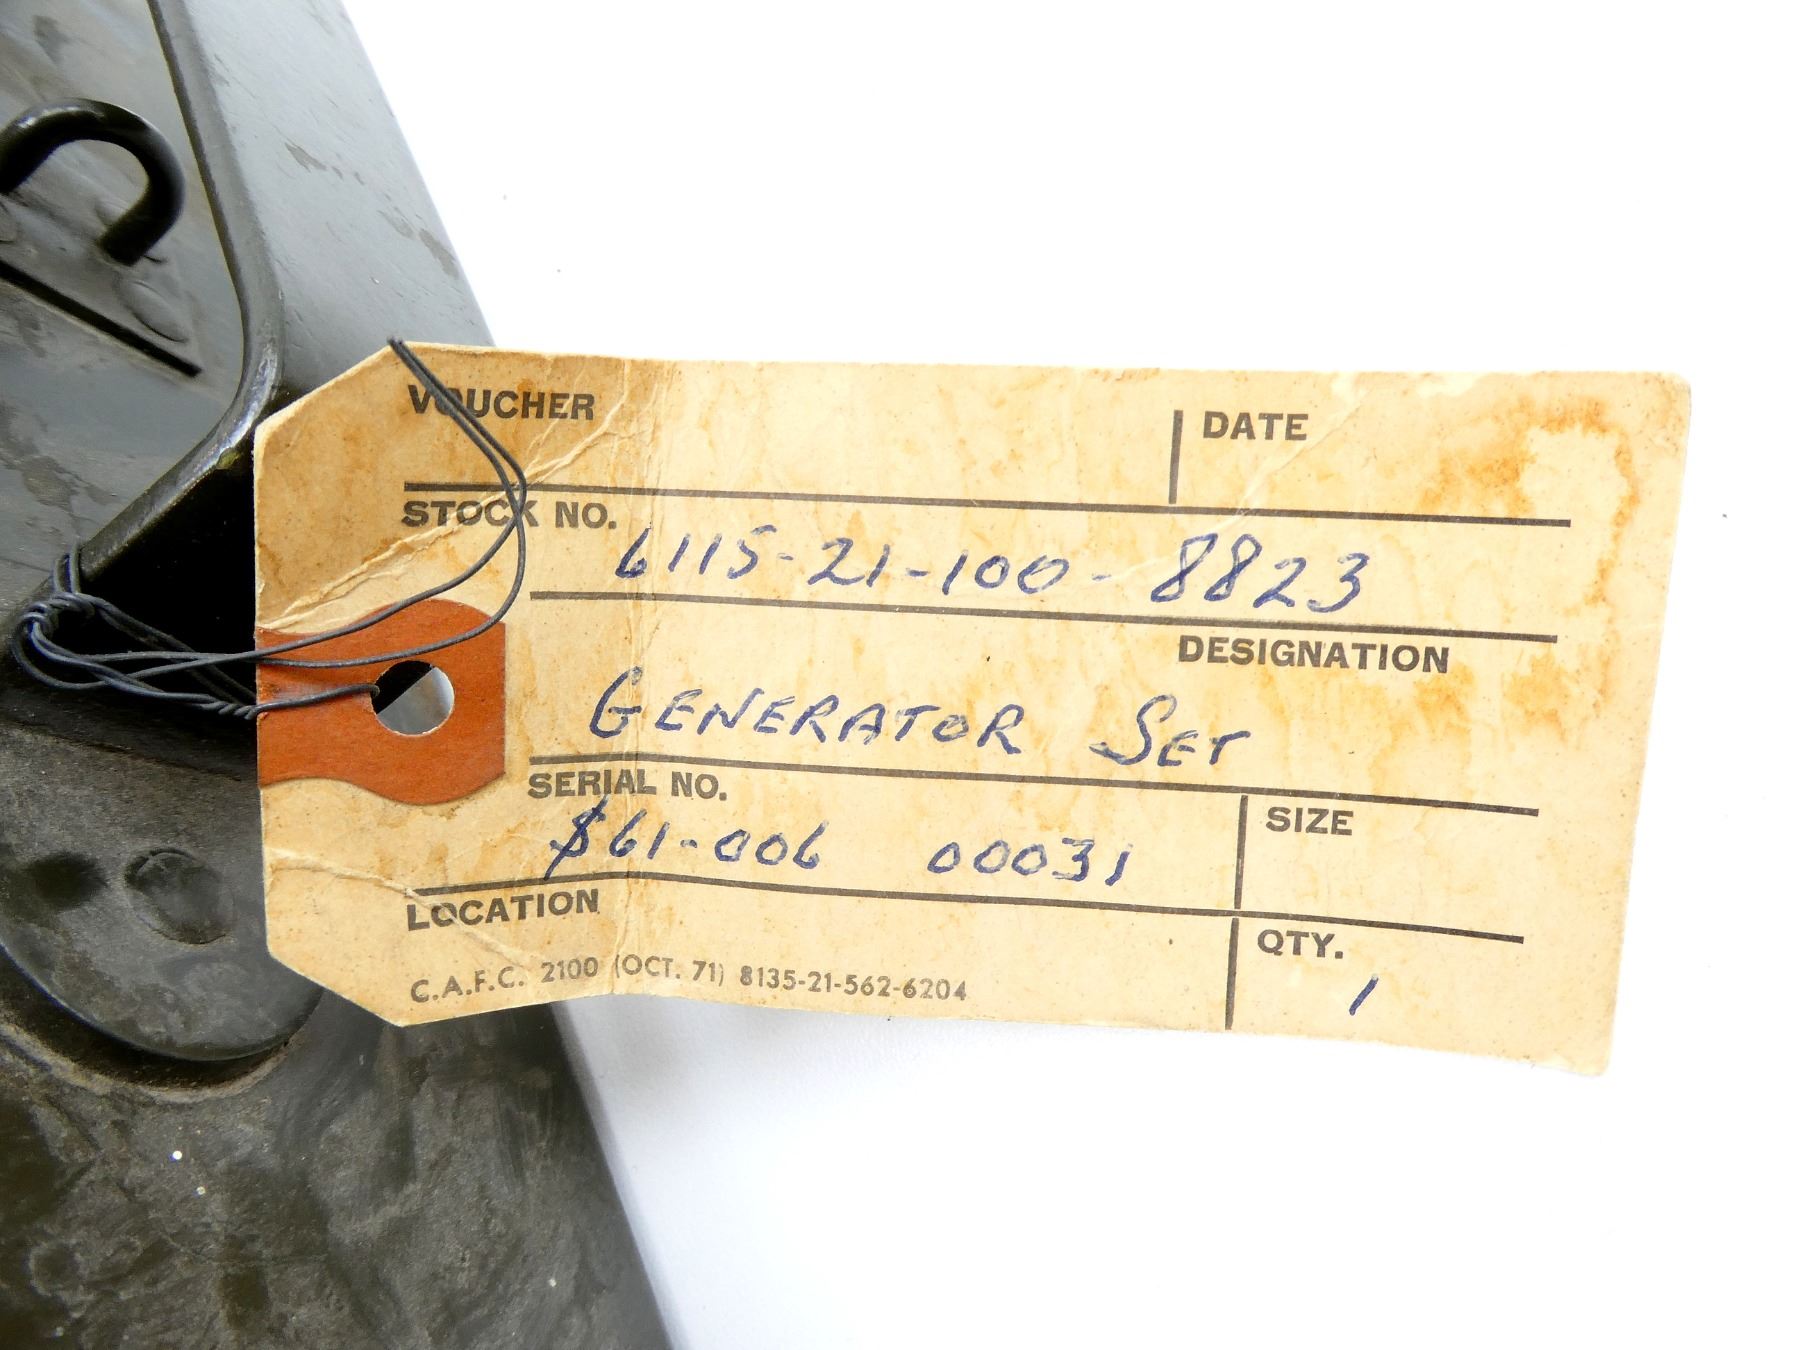 VOUCHER DATE
STOCK NO.
6115-21-100-8823
DESIGNATION
GENERATOR SET
SERIAL NO. SIZE
$61-006 00031
LOCATION
QTY.
C.A.F.C. 2100 (OCT. 71) 8135-21-562-6204
1